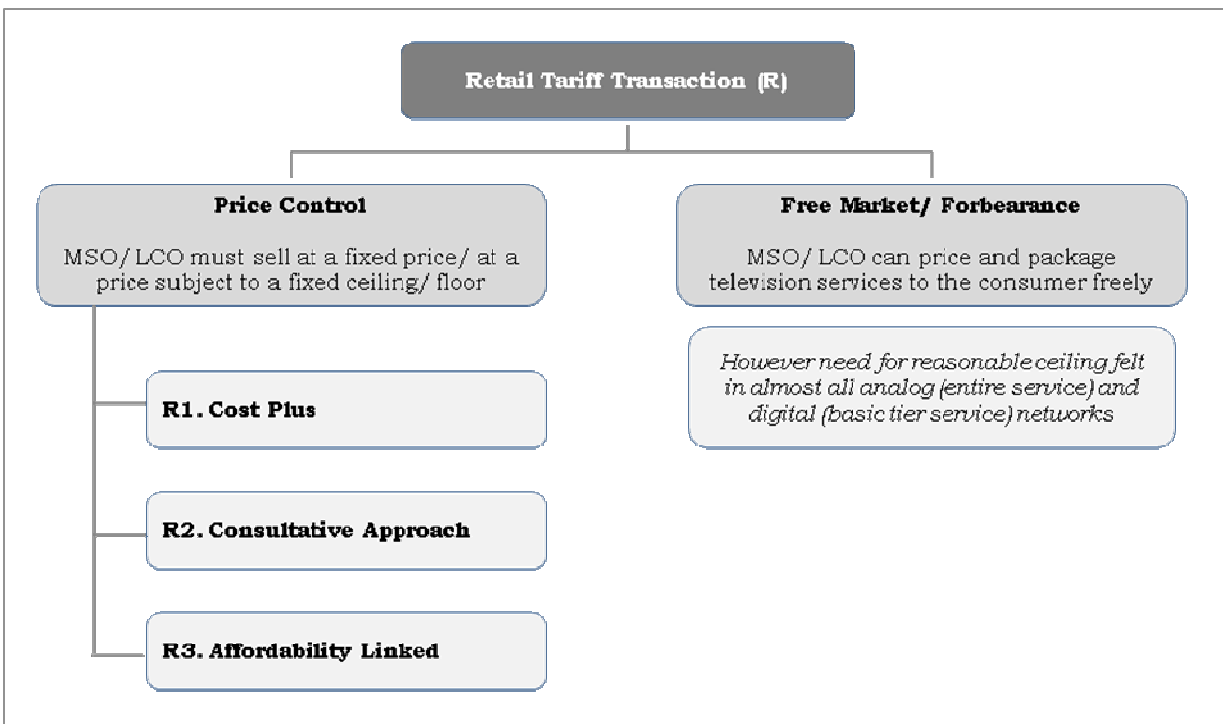 Retail Tariff Transaction (R)
Price Control
MSO/ LCO must sell at a fixed price/ at a
price subject to a fixed ceiling/ floor
R1. Cost Plus
R2. Consultative Approach
R3. Affordability Linked
Free Market/ Forbearance
MSO/ LCO can price and package
television services to the consumer freely
However need for reasonable ceiling felt
in almost all analog (entire service) and
digital (basic tier service) networks